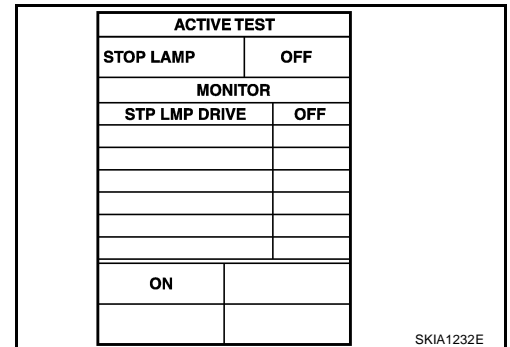 ACTIVE TEST
STOP LAMP OFF
MONITOR
STP LMP DRIVE OFF
ON
SKIA1232E